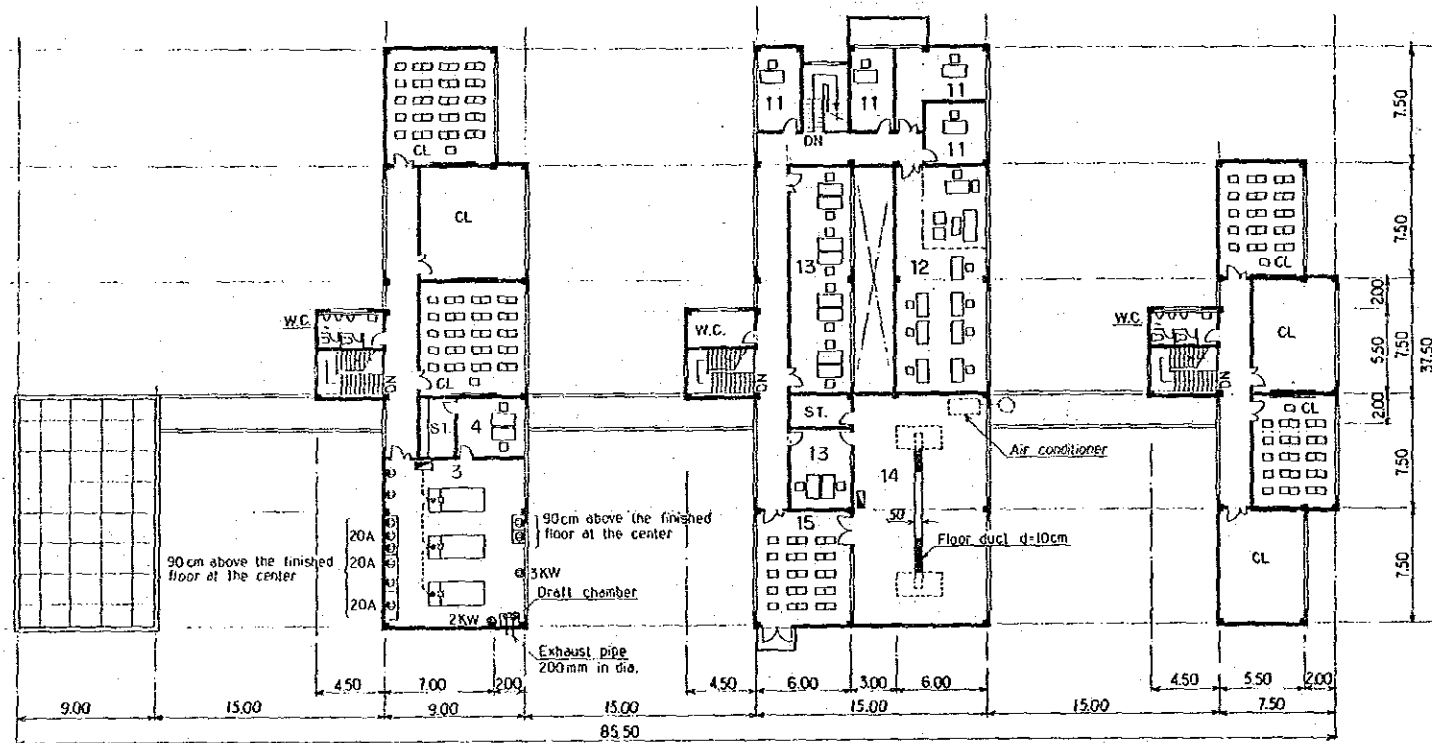 11
11
11
11
DN
CL
CL
CL
W.C.
DN
ST.
4
3
20A
20A
20A
90cm above the finished
floor at the center
90cm above the finished
floor at the center
3KW
Draft chamber
2KW
Exhaust pipe
200mm in dia.
13
12
W.C.
DN
ST.
13
14
15
50
Air conditioner
Floor duct d=10cm
CL
CL
W.C.
DN
CL
CL
7.50
7.50
2.00
5.50
7.50
37.50
2.00
7.50
7.50
4.50
7.00
2.00
4.50
6.00
3.00
6.00
4.50
5.50
2.00
9.00
15.00
9.00
15.00
15.00
15.00
7.50
85.50